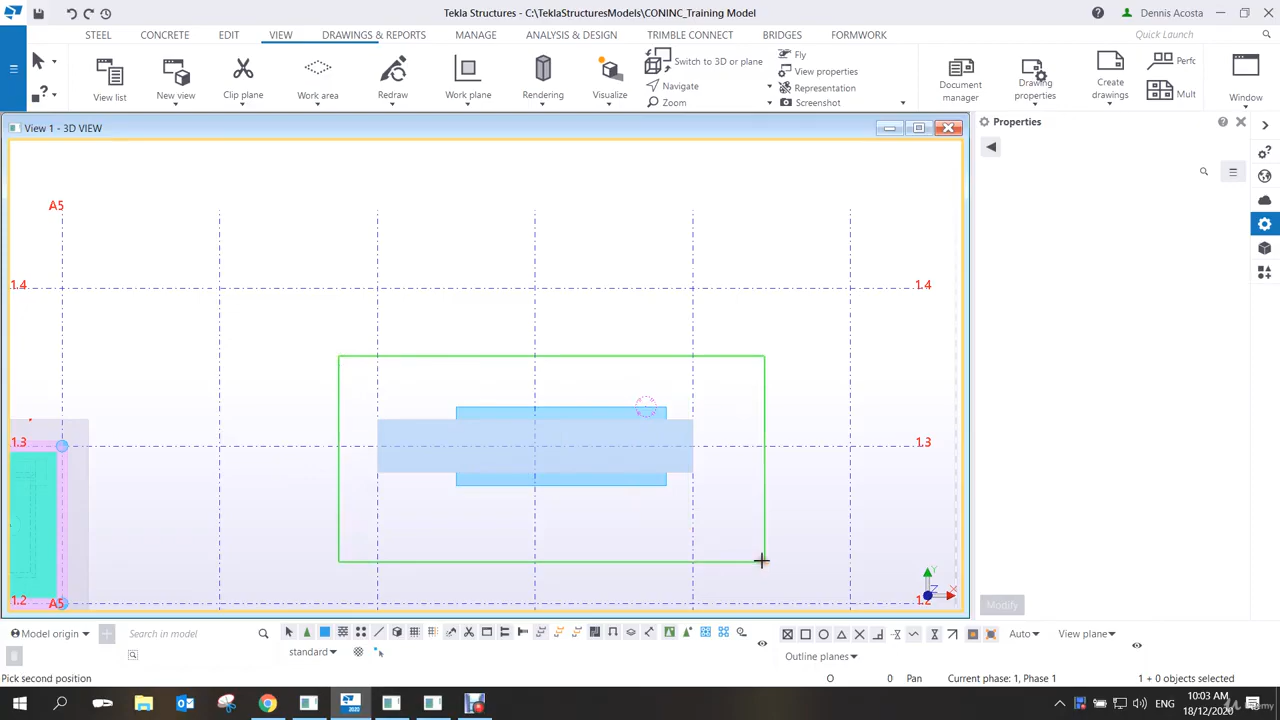 Tekla Structures - C:\TeklaStructuresModels\CONINC_Training Model
Dennis Acosta
STEEL CONCRETE EDIT VIEW DRAWINGS & REPORTS MANAGE ANALYSIS & DESIGN TRIMBLE CONNECT BRIDGES FORMWORK
Quick Launch
View list
New view
Clip plane
Work area
Redraw
Work plane
Rendering
Visualize
Switch to 3D or plane
Navigate
Zoom
Fly
View properties
Representation
Screenshot
Document manager
Drawing properties
Create drawings
Perfc
Mult
Window
View 1 - 3D VIEW
Properties
A5
1.4 1.4
1.3 1.3
1.2 A5 1.2
Y
Z
X
Modify
Model origin
Search in model
standard
Auto
View plane
Outline planes
Pick second position
O 0 Pan Current phase: 1, Phase 1 1 + 0 objects selected
2020
ENG
10:03 AM
18/12/2020
Udemy